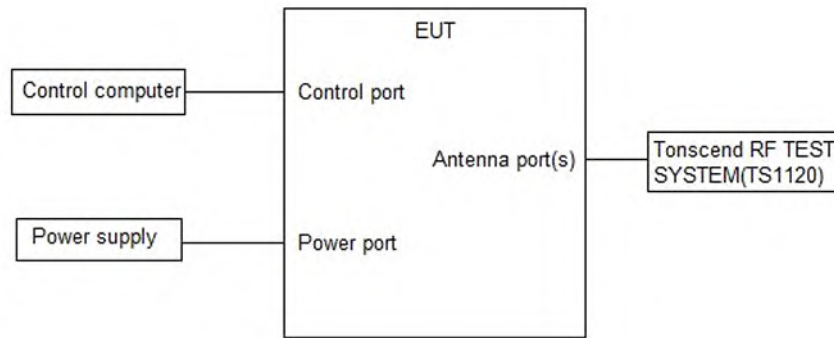 EUT
Control computer
Control port
Antenna port(s)
Tonscend RF TEST
SYSTEM(TS1120)
Power supply
Power port